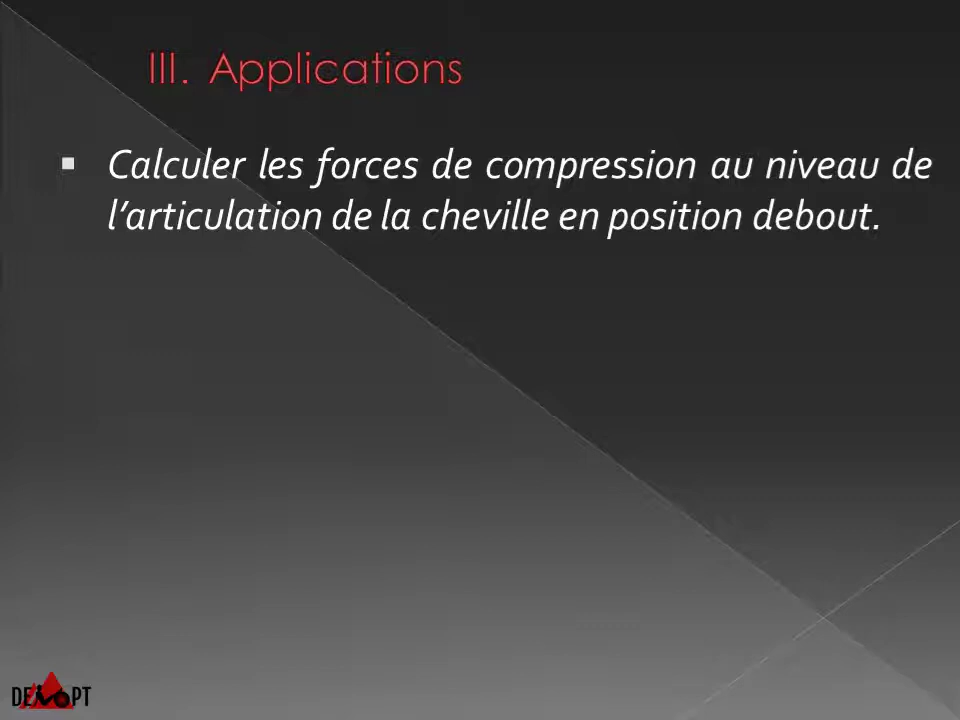 III. Applications
▪ Calculer les forces de compression au niveau de
l'articulation de la cheville en position debout.